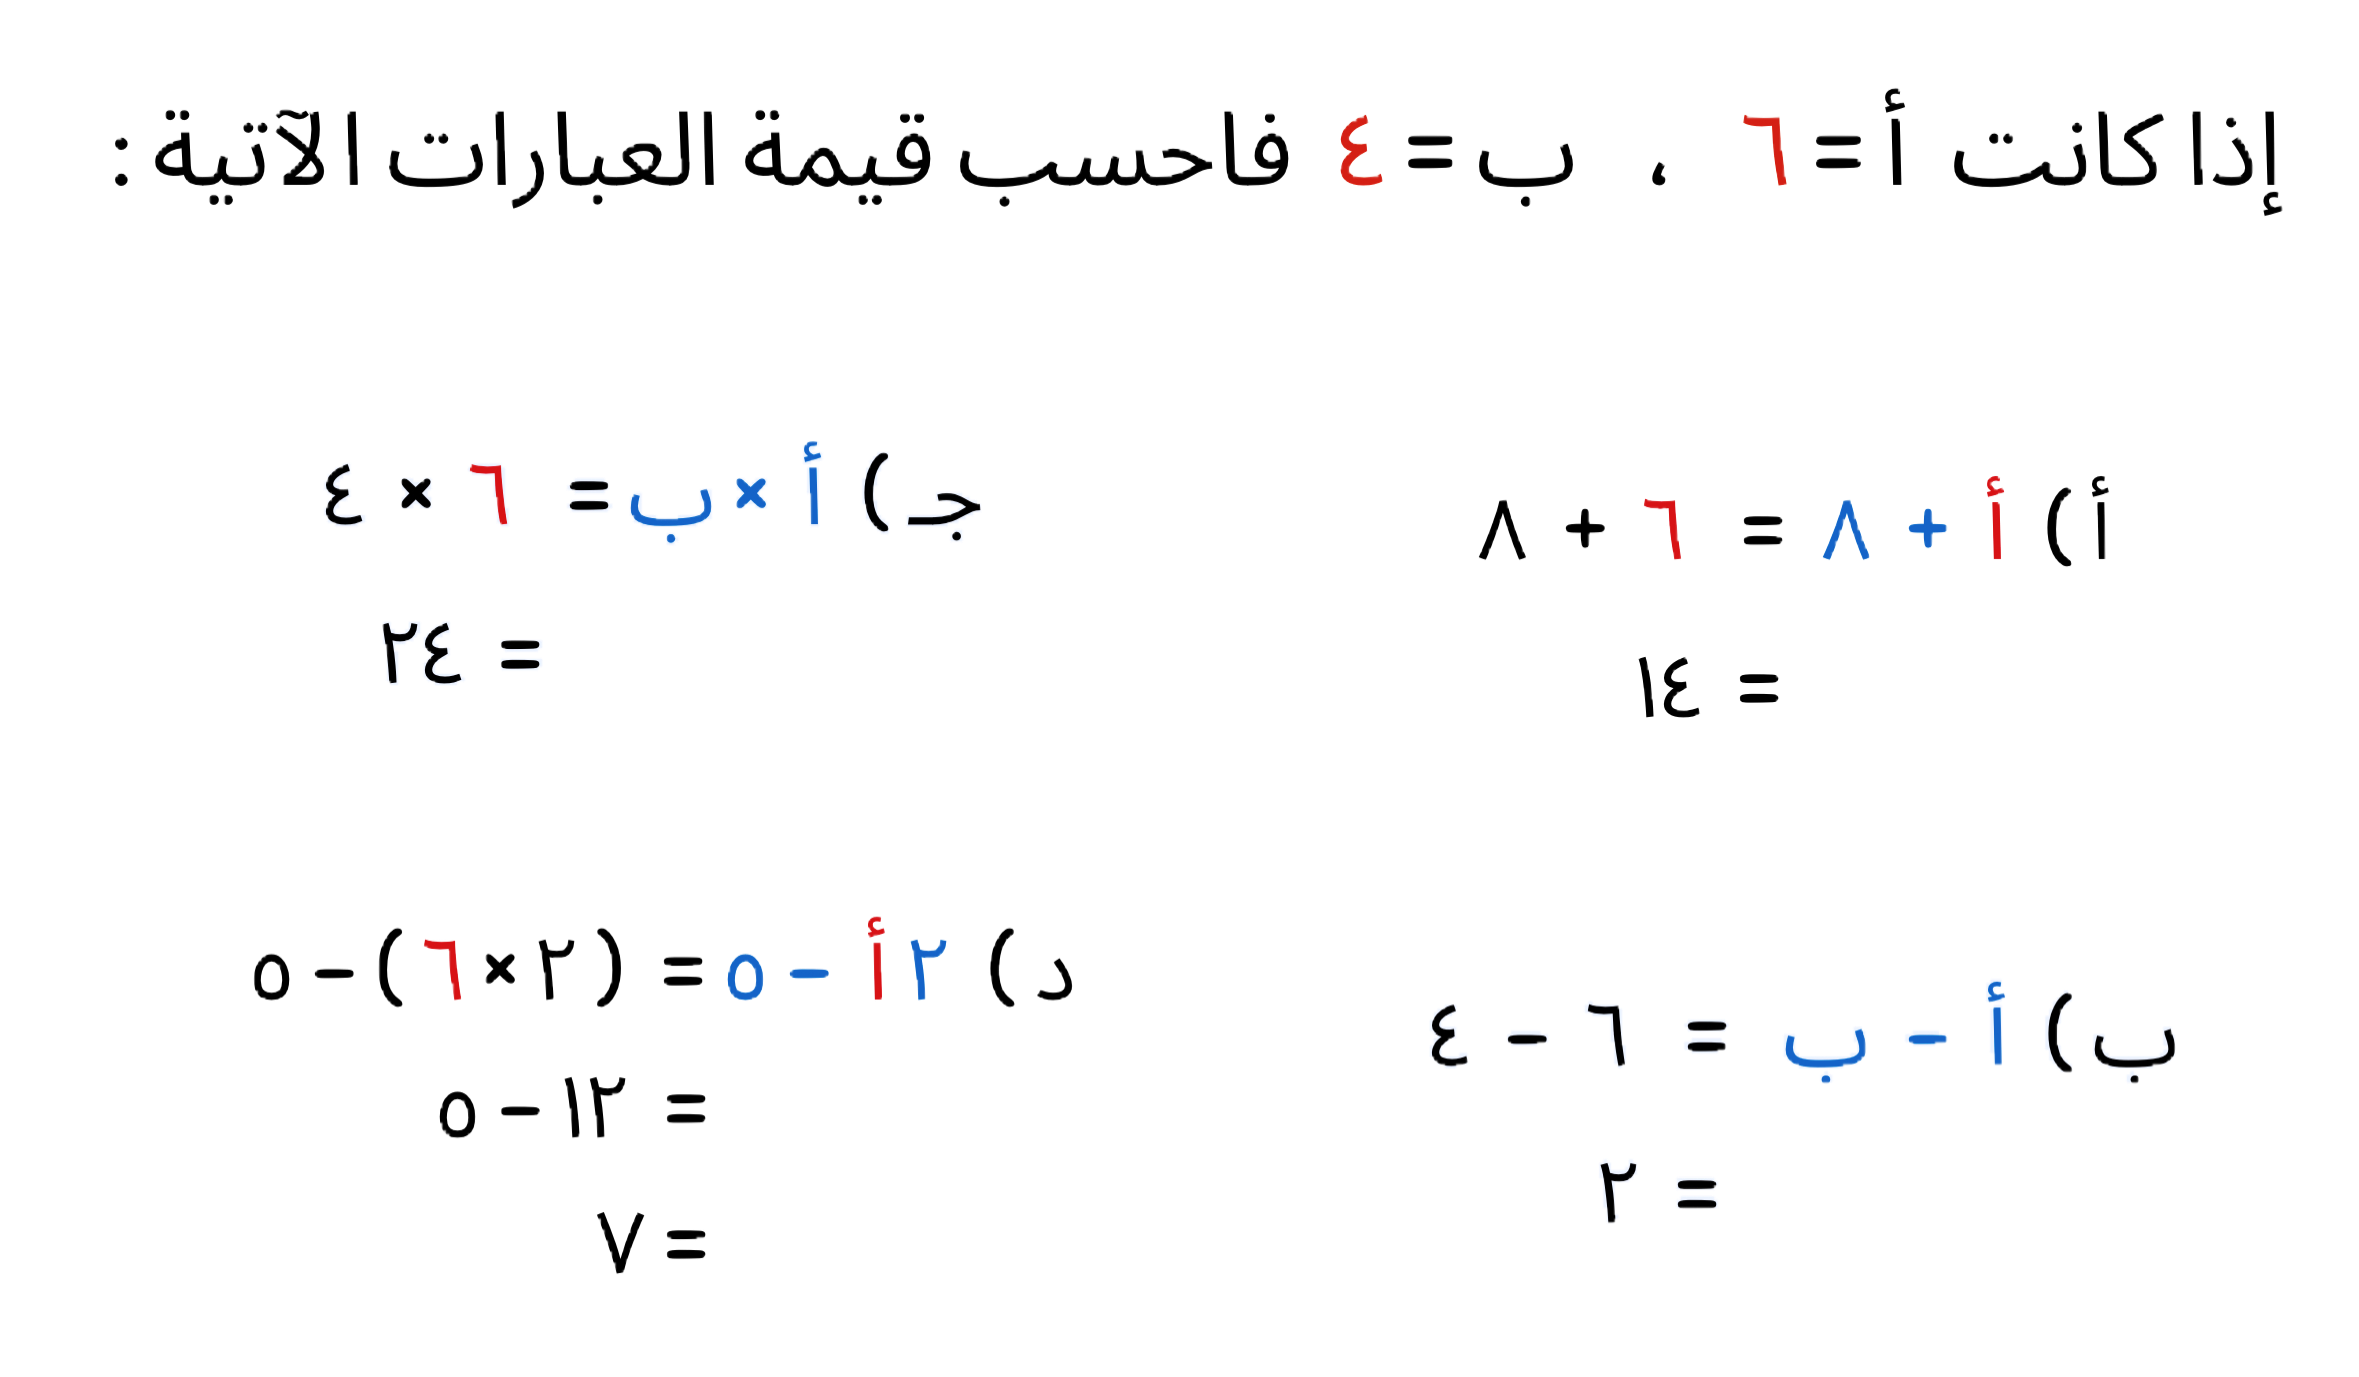 إذا كانت أ = ٦ ، ب = ٤ فاحسب قيمة العبارات الآتية :
أ) أ + ٨ = ٦ + ٨
= ١٤
ب) أ - ب = ٦ - ٤
= ٢
جـ) أ × ب = ٦ × ٤
= ٢٤
د) ٢ أ - ٥ = (٢ × ٦) - ٥
= ١٢ - ٥
= ٧